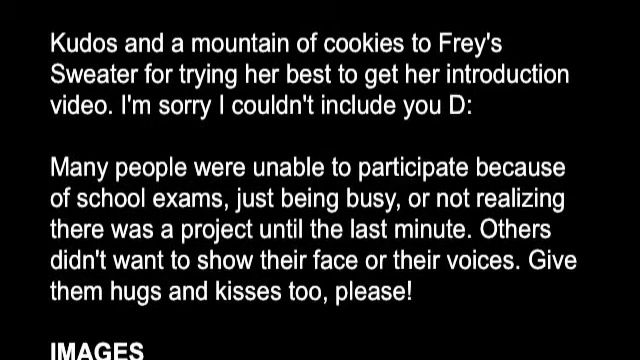 Kudos and a mountain of cookies to Frey's
Sweater for trying her best to get her introduction
video. I'm sorry I couldn't include you D:
Many people were unable to participate because
of school exams, just being busy, or not realizing
there was a project until the last minute. Others
didn't want to show their face or their voices. Give
them hugs and kisses too, please!
IMAGES